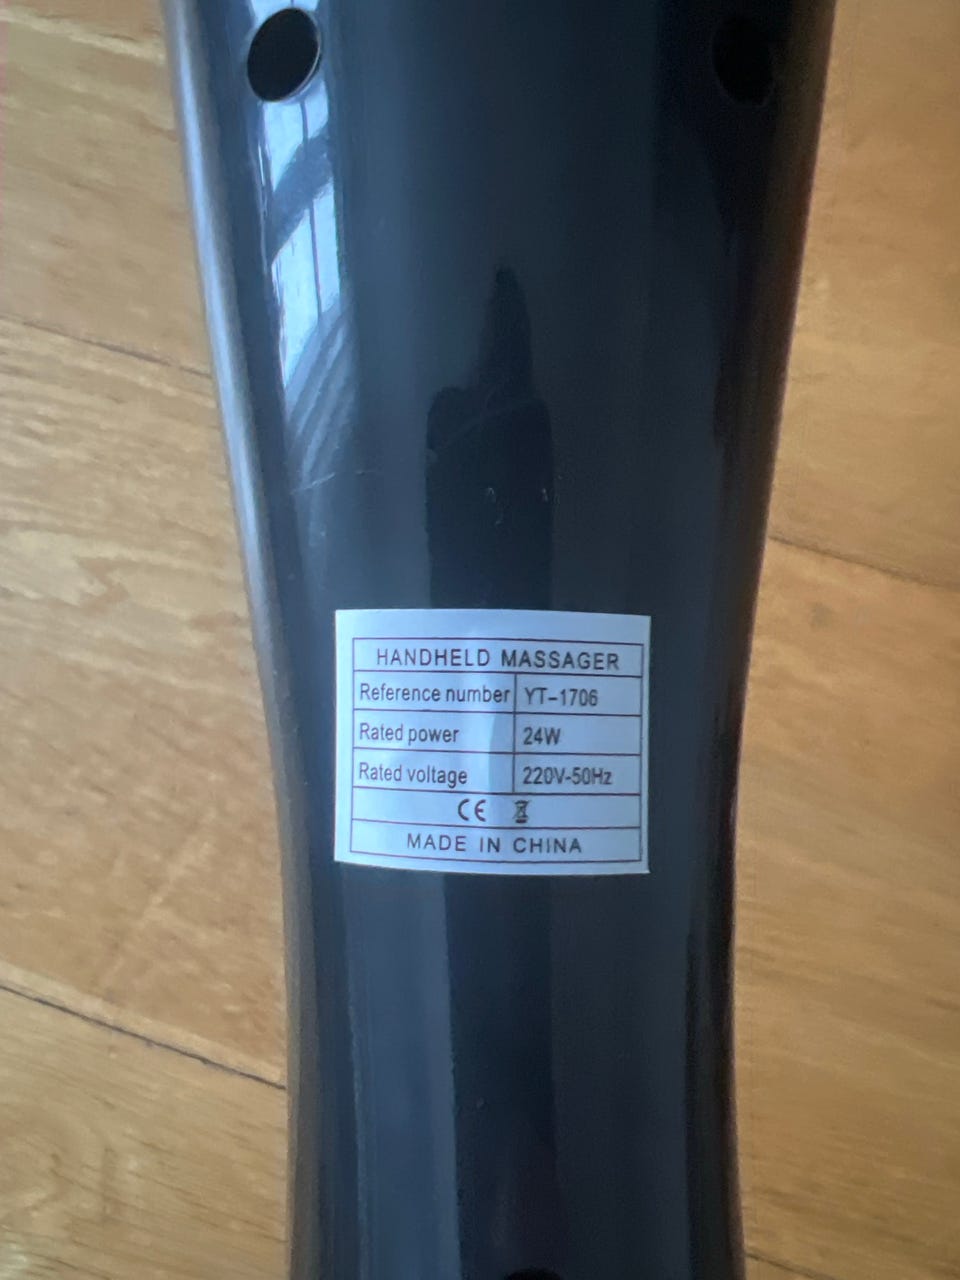 HANDHELD MASSAGER
Reference number YT-1706
Rated power 24W
Rated voltage 220V-50Hz
CE
MADE IN CHINA